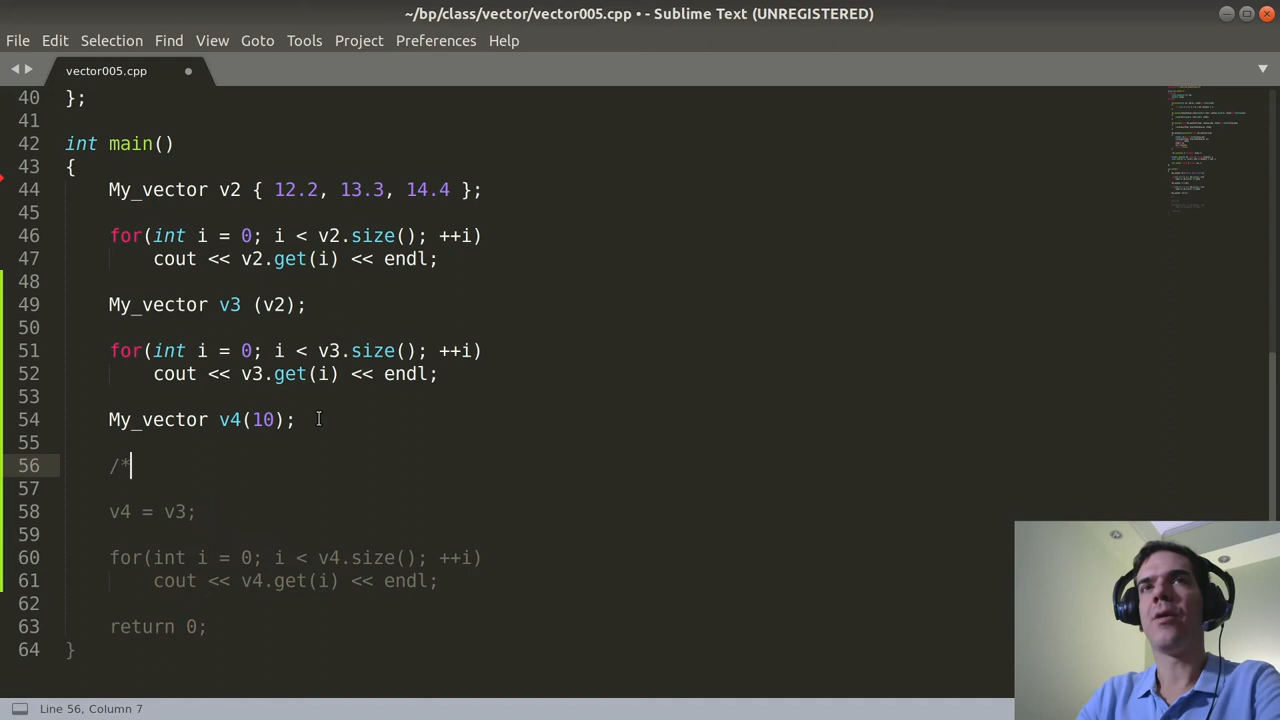 ~/bp/class/vector/vector005.cpp • - Sublime Text (UNREGISTERED)
File Edit Selection Find View Goto Tools Project Preferences Help
vector005.cpp
40 };
41
42 int main()
43 {
44 My_vector v2 { 12.2, 13.3, 14.4 };
45
46 for(int i = 0; i < v2.size(); ++i)
47 cout << v2.get(i) << endl;
48
49 My_vector v3 (v2);
50
51 for(int i = 0; i < v3.size(); ++i)
52 cout << v3.get(i) << endl;
53
54 My_vector v4(10);
55
56 /*
57
58 v4 = v3;
59
60 for(int i = 0; i < v4.size(); ++i)
61 cout << v4.get(i) << endl;
62
63 return 0;
64 }
Line 56, Column 7